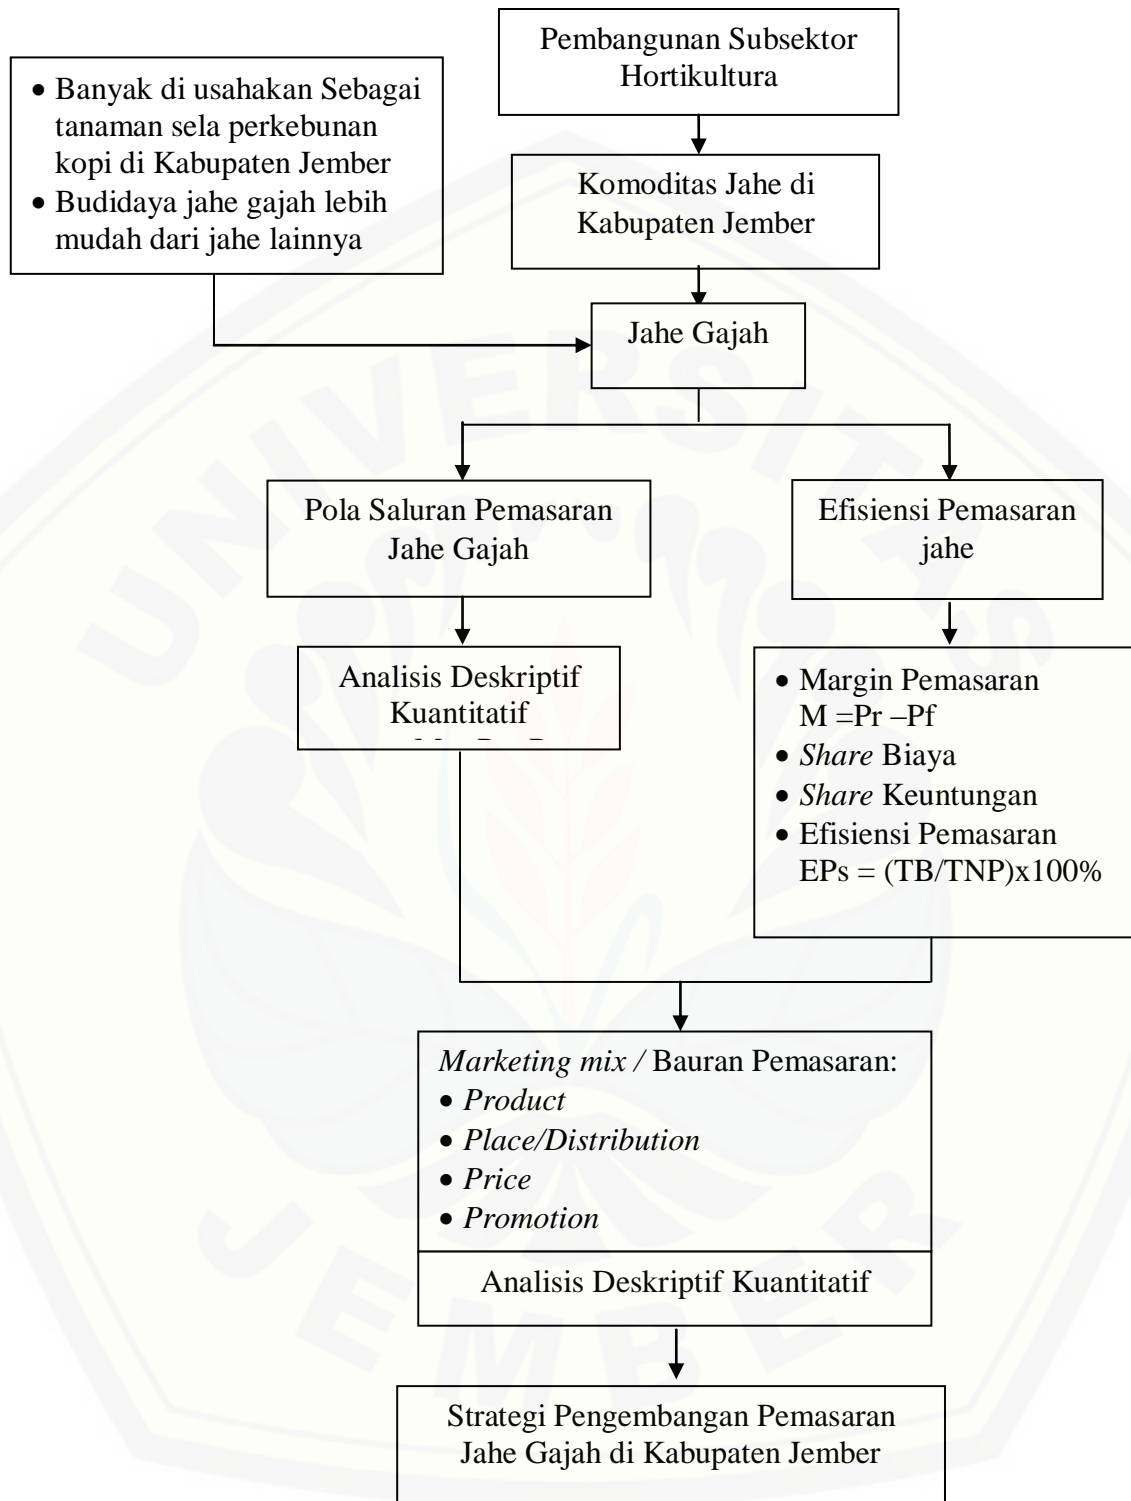 Pembangunan Subsektor
Hortikultura
• Banyak di usahakan Sebagai
tanaman sela perkebunan
kopi di Kabupaten Jember
• Budidaya jahe gajah lebih
mudah dari jahe lainnya
Komoditas Jahe di
Kabupaten Jember
Jahe Gajah
Pola Saluran Pemasaran
Jahe Gajah
Efisiensi Pemasaran
jahe
Analisis Deskriptif
Kuantitatif
• Margin Pemasaran
M =Pr –Pf
• Share Biaya
• Share Keuntungan
• Efisiensi Pemasaran
EPs = (TB/TNP)x100%
Marketing mix / Bauran Pemasaran:
• Product
• Place/Distribution
• Price
• Promotion
Analisis Deskriptif Kuantitatif
Strategi Pengembangan Pemasaran
Jahe Gajah di Kabupaten Jember
UNIVERSITAS
JEMBER